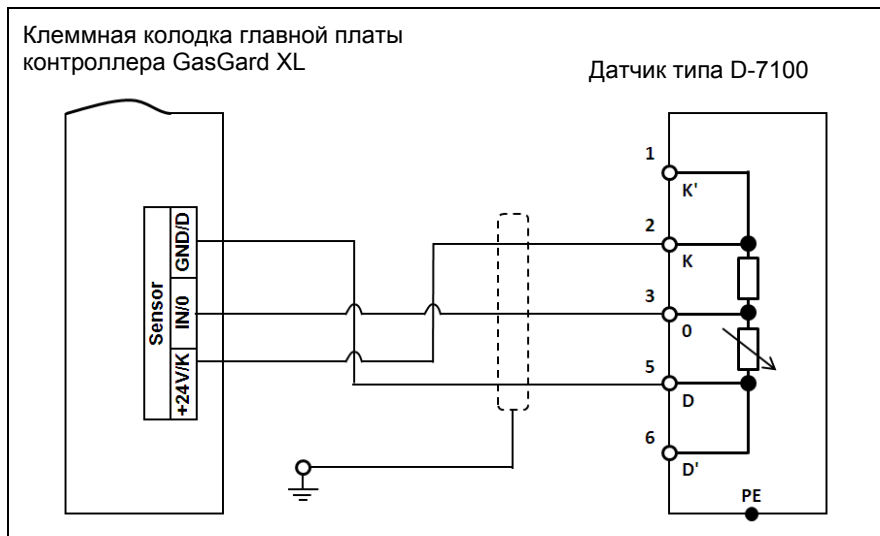 Клеммная колодка главной платы
контроллера GasGard XL
Датчик типа D-7100
Sensor
GND/D
IN/0
+24V/K
1
K'
2
K
3
0
5
D
6
D'
PE